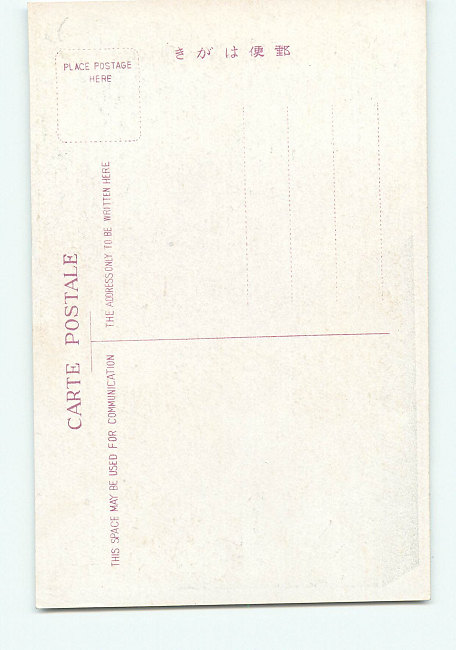 郵便はがき
PLACE POSTAGE
HERE
CARTE POSTALE
THE ADDRESS ONLY TO BE WRITTEN HERE
THIS SPACE MAY BE USED FOR COMMUNICATION